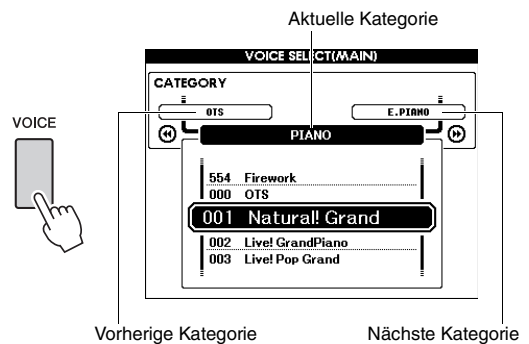 Aktuelle Kategorie
VOICE SELECT(MAIN)
CATEGORY
OTS
E.PIANO
PIANO
VOICE
554 Firework
000 OTS
001 Natural! Grand
002 Live! GrandPiano
003 Live! Pop Grand
Vorherige Kategorie
Nächste Kategorie